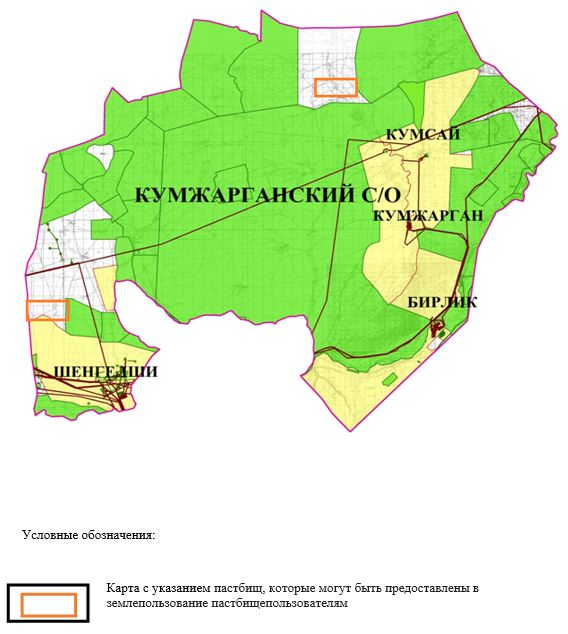 КУМСАЙ
КУМЖАРГАНСКИЙ С/О
КУМЖАРГАН
БИРЛИК
ШЕНГЕЛШИ
Условные обозначения:
Карта с указанием пастбищ, которые могут быть предоставлены в
землепользование пастбищепользователям